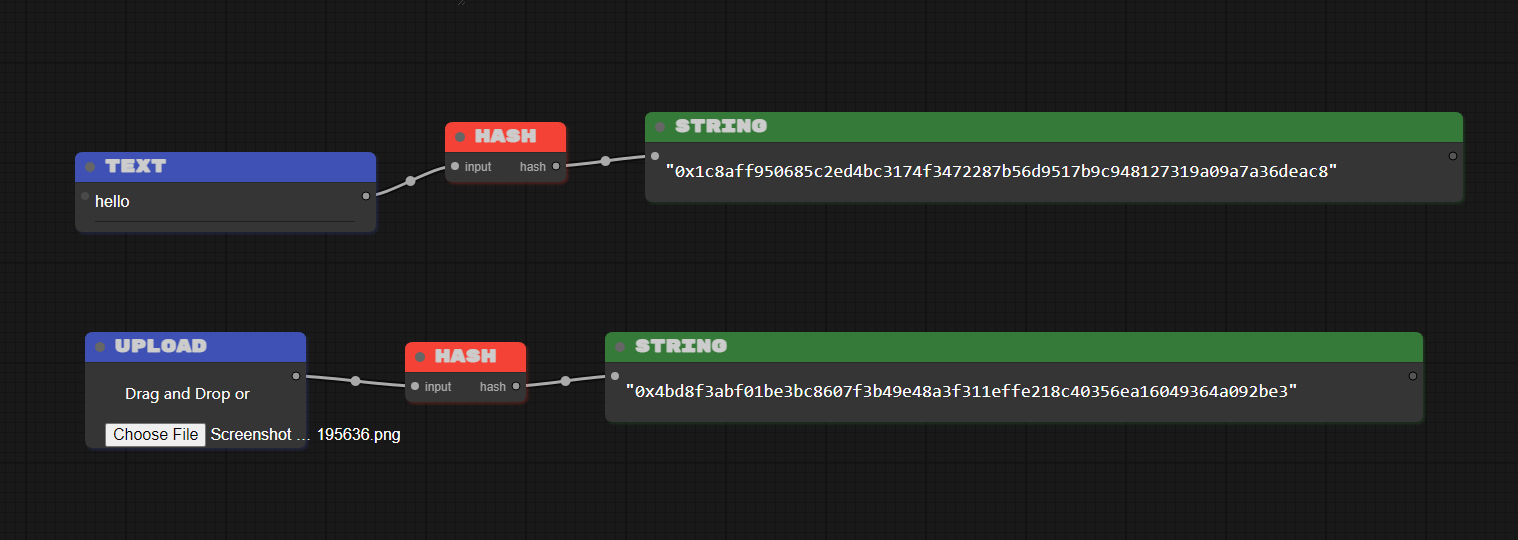 TEXT
hello
HASH
input hash
STRING
"0x1c8aff950685c2ed4bc3174f3472287b56d9517b9c948127319a09a7a36deac8"
UPLOAD
Drag and Drop or
Choose File Screenshot ... 195636.png
HASH
input hash
STRING
"0x4bd8f3abf01be3bc8607f3b49e48a3f311effe218c40356ea16049364a092be3"